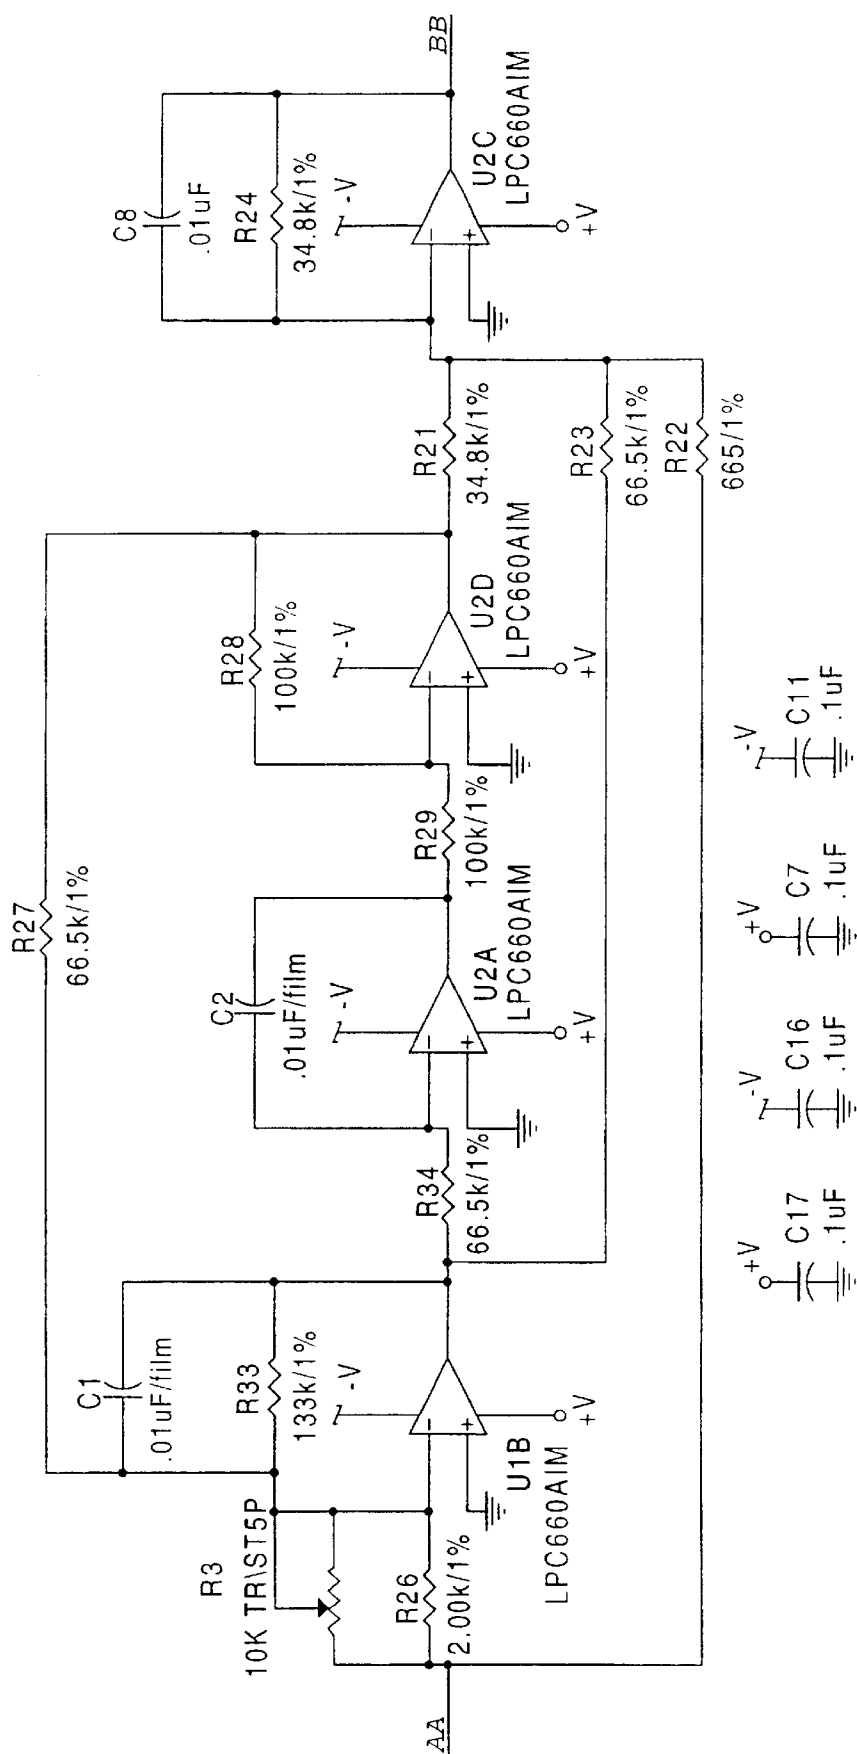 AA
R3
10K TR\ST5P
R26
2.00k/1%
C1
.01uF/film
R33
133k/1%
-V
+V
U1B
LPC660AIM
R27
66.5k/1%
R34
66.5k/1%
C2
.01uF/film
-V
+V
U2A
LPC660AIM
R29
100k/1%
R28
100k/1%
-V
+V
U2D
LPC660AIM
R21
34.8k/1%
R23
66.5k/1%
R22
665/1%
C8
.01uF
R24
34.8k/1%
-V
+V
U2C
LPC660AIM
BB
+V
C17
.1uF
-V
C16
.1uF
+V
C7
.1uF
-V
C11
.1uF